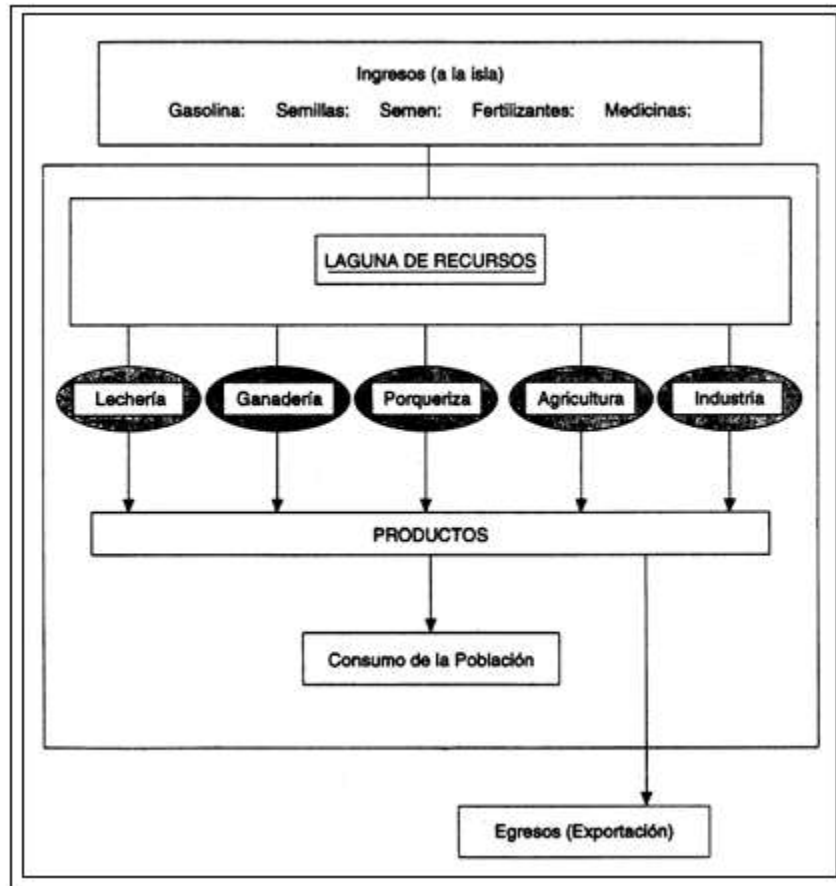 Ingresos (a la isla)
Gasolina: Semillas: Semen: Fertilizantes: Medicinas:
LAGUNA DE RECURSOS
Lechería Ganadería Porqueriza Agricultura Industria
PRODUCTOS
Consumo de la Población
Egresos (Exportación)